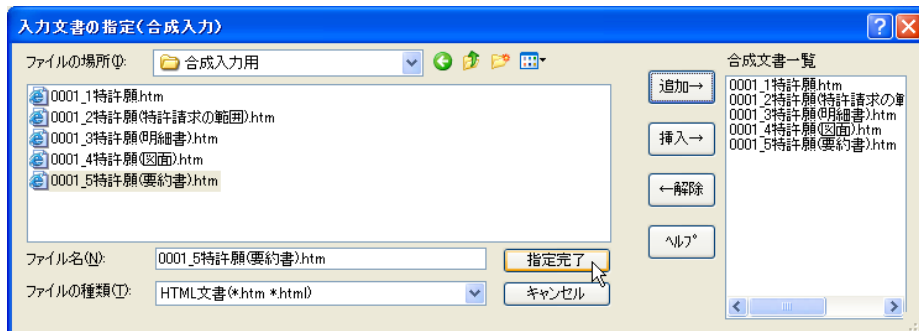 入力文書の指定(合成入力)
ファイルの場所(I):
合成入力用
0001_1特許願.htm
0001_2特許願(特許請求の範囲).htm
0001_3特許願(明細書).htm
0001_4特許願(図面).htm
0001_5特許願(要約書).htm
ファイル名(N):
0001_5特許願(要約書).htm
指定完了
ファイルの種類(T):
HTML文書(*.htm *.html)
キャンセル
追加→
挿入→
←解除
ヘルプ
合成文書一覧
0001_1特許願.htm
0001_2特許願(特許請求の範
0001_3特許願(明細書).htm
0001_4特許願(図面).htm
0001_5特許願(要約書).htm